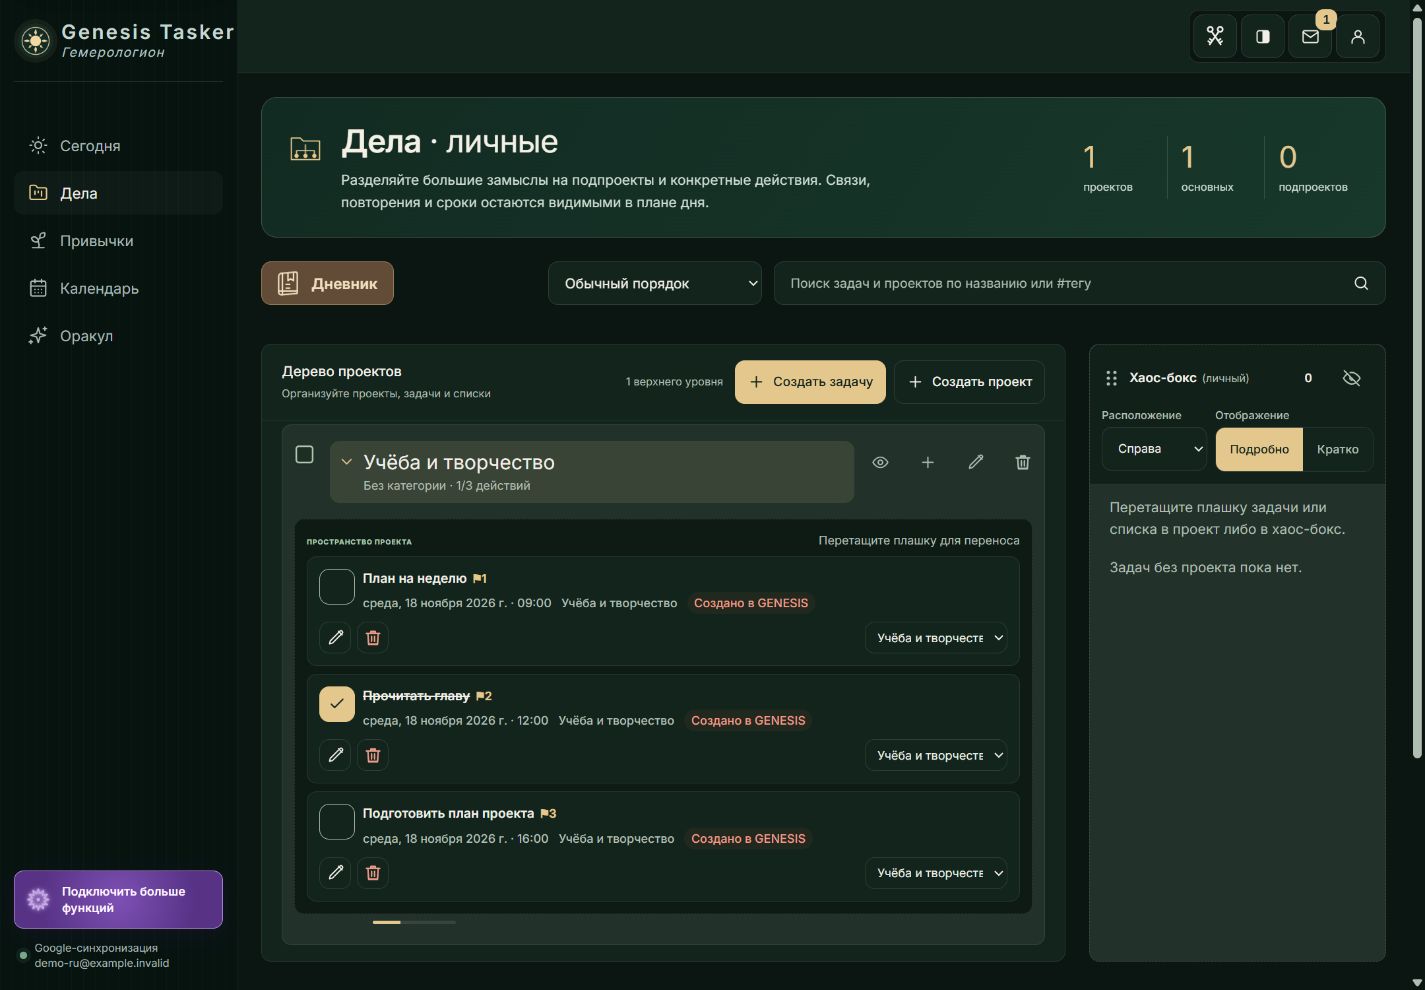 Genesis Tasker
Гемерологион
1
Сегодня
Дела
Привычки
Календарь
Оракул
Дела · личные
Разделяйте большие замыслы на подпроекты и конкретные действия. Связи,
повторения и сроки остаются видимыми в плане дня.
1
проектов
1
основных
0
подпроектов
Дневник
Обычный порядок
Поиск задач и проектов по названию или #тегу
Дерево проектов
Организуйте проекты, задачи и списки
1 верхнего уровня
Создать задачу
Создать проект
Учёба и творчество
Без категории · 1/3 действий
ПРОСТРАНСТВО ПРОЕКТА
Перетащите плашку для переноса
План на неделю 1
среда, 18 ноября 2026 г. · 09:00 Учёба и творчество Создано в GENESIS
Учёба и творчест
Прочитать главу 2
среда, 18 ноября 2026 г. · 12:00 Учёба и творчество Создано в GENESIS
Учёба и творчест
Подготовить план проекта 3
среда, 18 ноября 2026 г. · 16:00 Учёба и творчество Создано в GENESIS
Учёба и творчест
Хаос-бокс (личный) 0
Расположение
Отображение
Справа
Подробно
Кратко
Перетащите плашку задачи или
списка в проект либо в хаос-бокс.
Задач без проекта пока нет.
Подключить больше
функций
Google-синхронизация
demo-ru@example.invalid